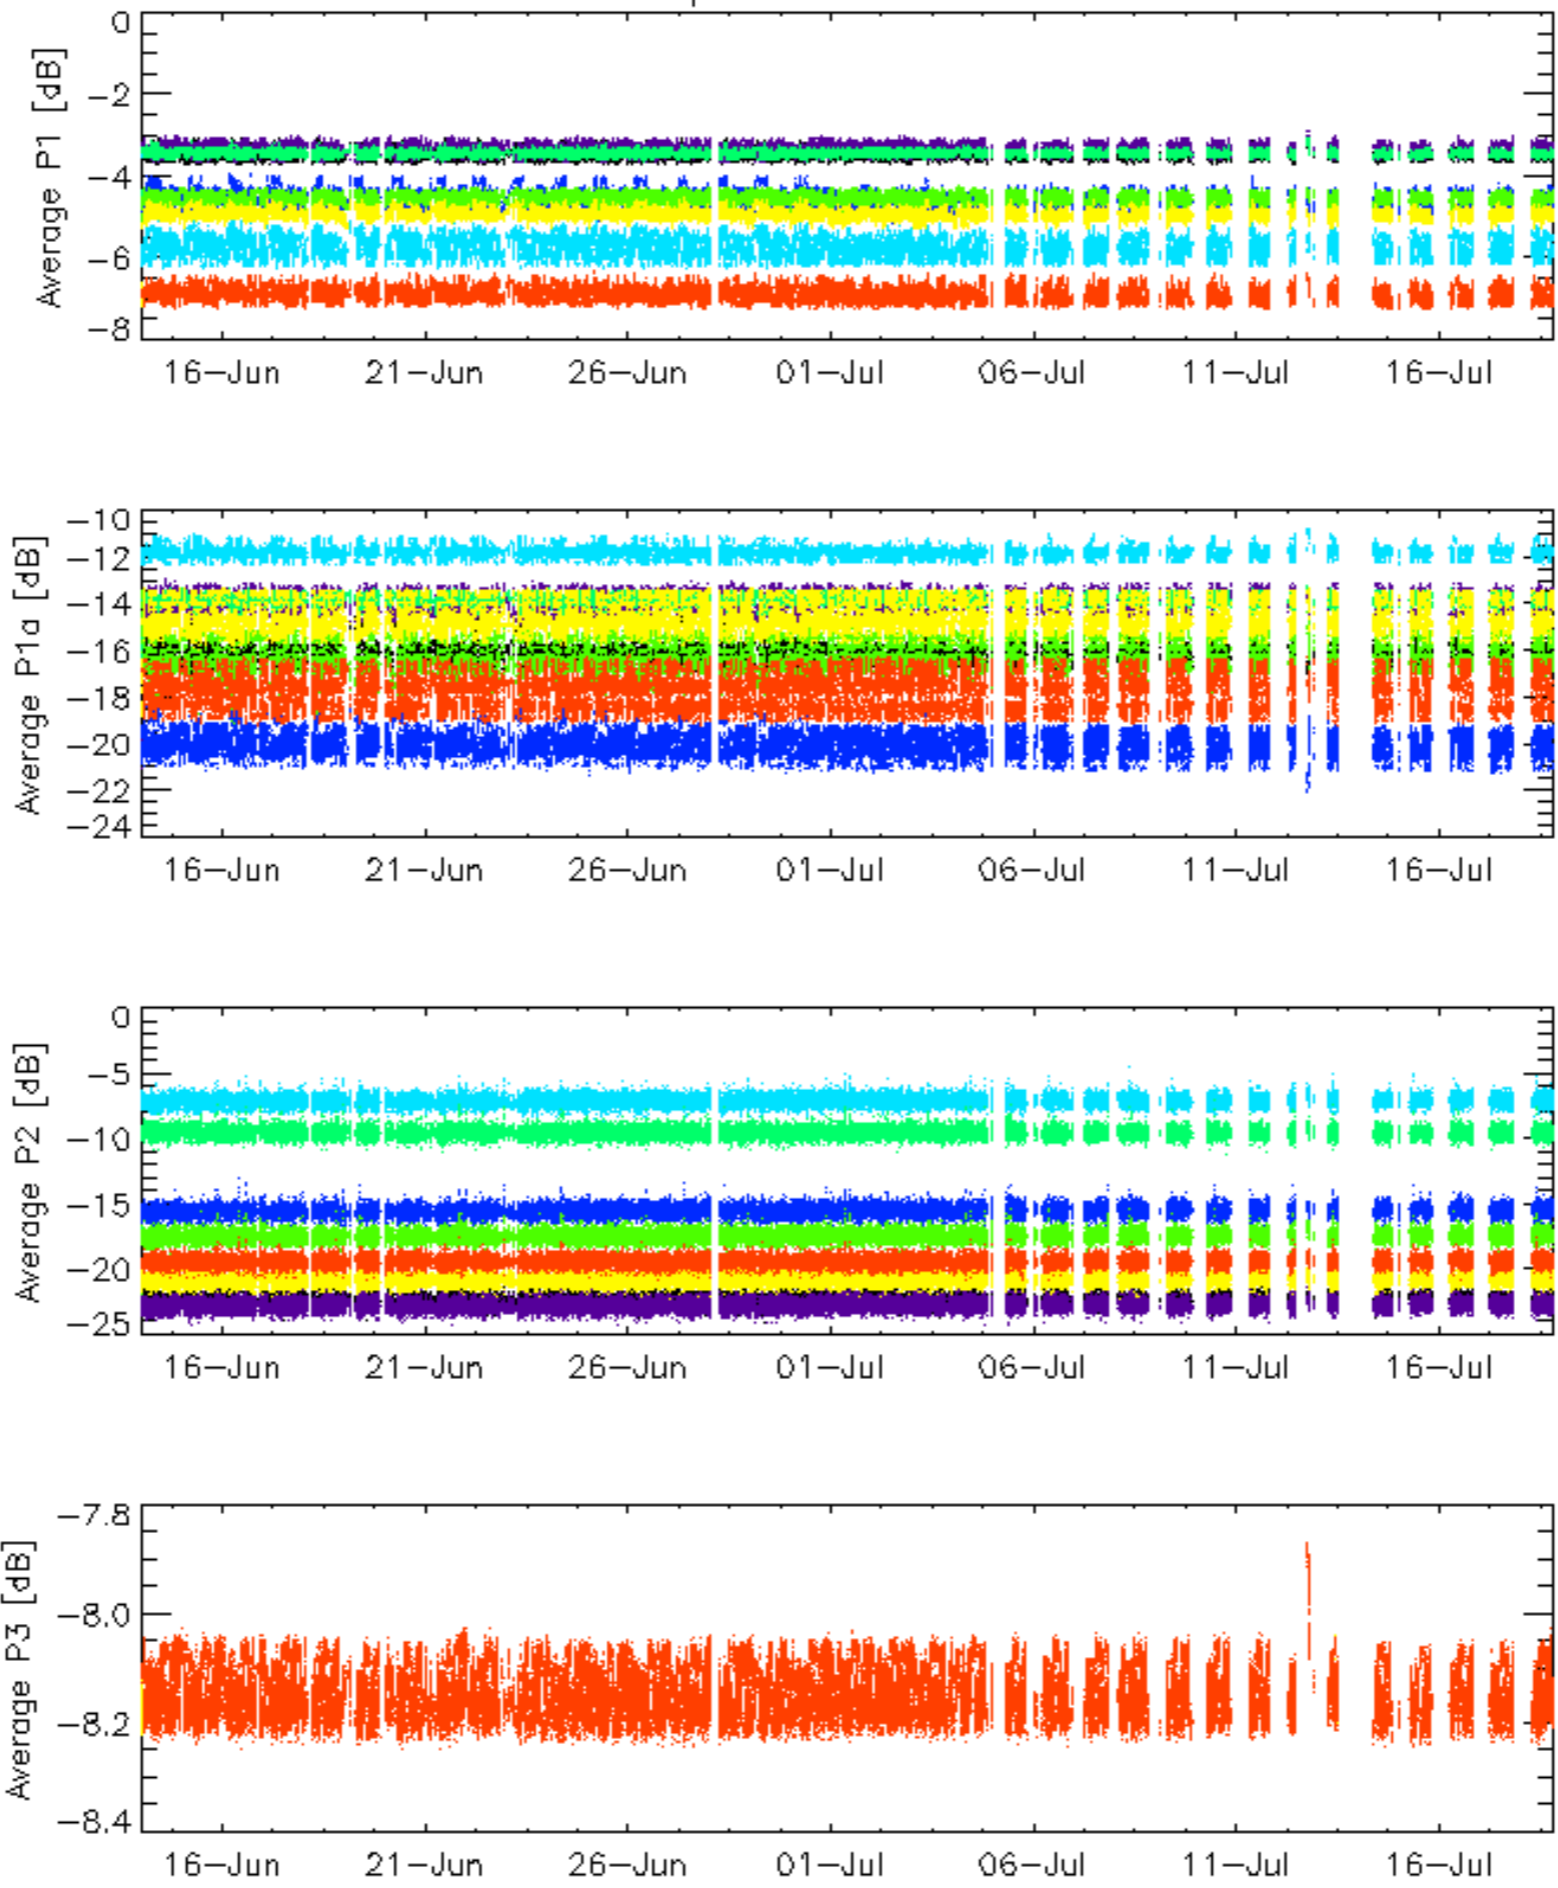 0
-2
-4
-6
-8
Average P1 [dB]
16-Jun 21-Jun 26-Jun 01-Jul 06-Jul 11-Jul 16-Jul
-10
-12
-14
-16
-18
-20
-22
-24
Average P1a [dB]
16-Jun 21-Jun 26-Jun 01-Jul 06-Jul 11-Jul 16-Jul
0
-5
-10
-15
-20
-25
Average P2 [dB]
16-Jun 21-Jun 26-Jun 01-Jul 06-Jul 11-Jul 16-Jul
-7.8
-8.0
-8.2
-8.4
Average P3 [dB]
16-Jun 21-Jun 26-Jun 01-Jul 06-Jul 11-Jul 16-Jul